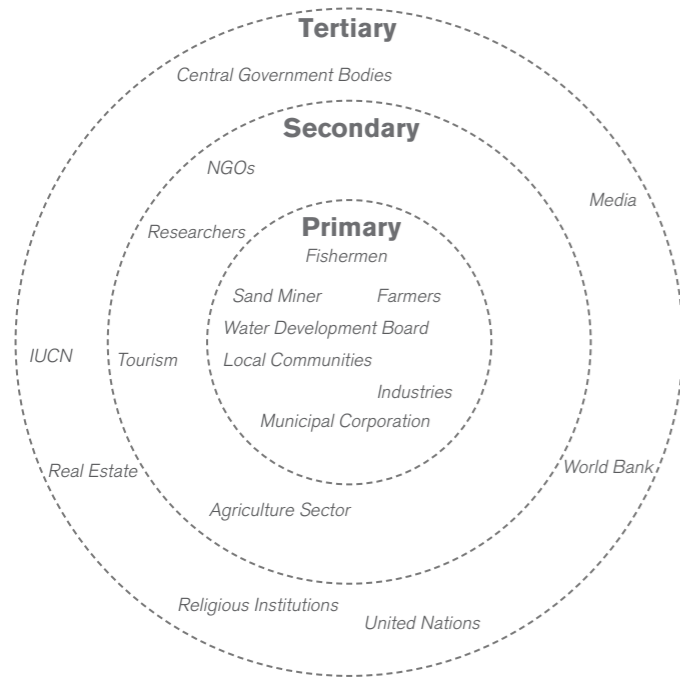 Tertiary
Central Government Bodies
Secondary
NGOs
Media
Researchers
Primary
Fishermen
Sand Miner
Farmers
Water Development Board
IUCN
Tourism
Local Communities
Industries
Municipal Corporation
Real Estate
World Bank
Agriculture Sector
Religious Institutions
United Nations